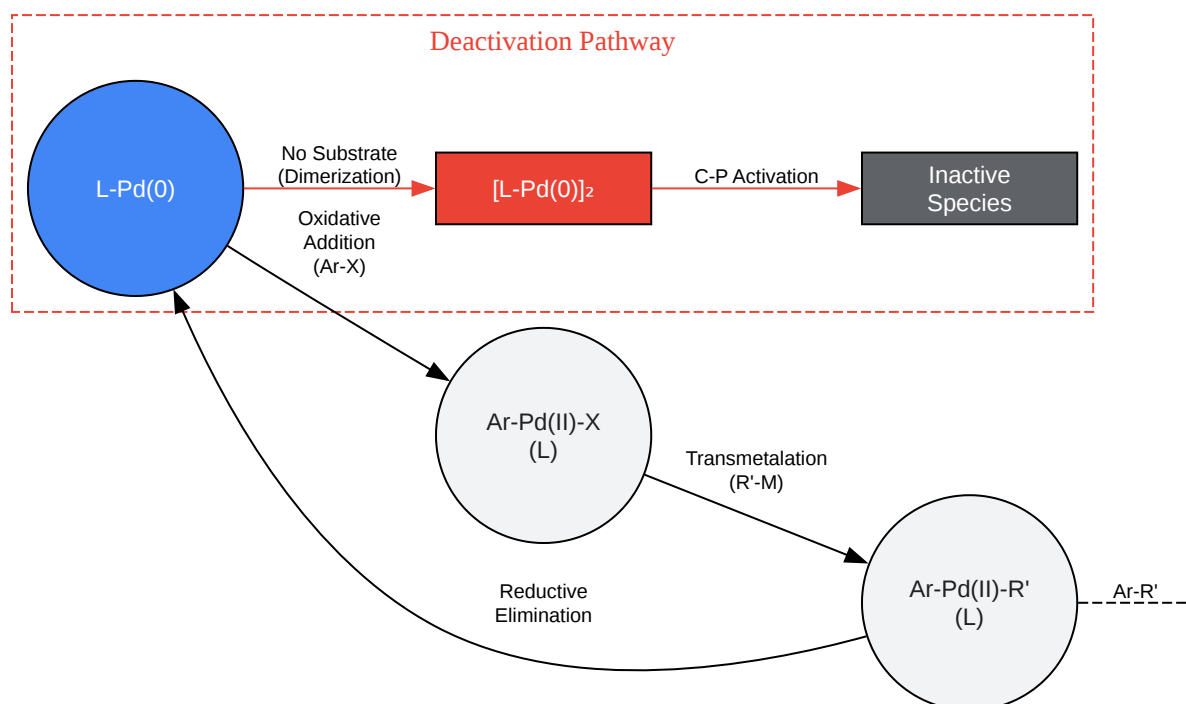 Deactivation Pathway
L-Pd(0)
No Substrate
(Dimerization)
[L-Pd(0)]₂
C-P Activation
Inactive
Species
Oxidative
Addition
(Ar-X)
Ar-Pd(II)-X
(L)
Transmetalation
(R'-M)
Reductive
Elimination
Ar-Pd(II)-R'
(L)
Ar-R'